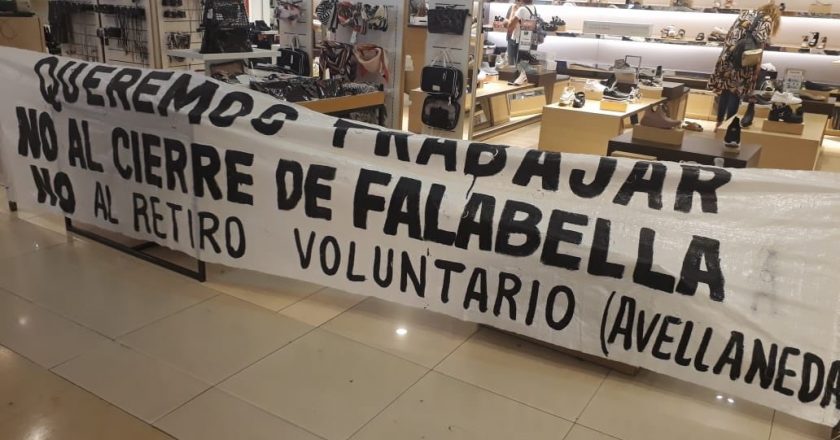 QUEREMOS TRABAJAR
NO AL CIERRE DE FALABELLA
NO AL RETIRO VOLUNTARIO (AVELLANEDA